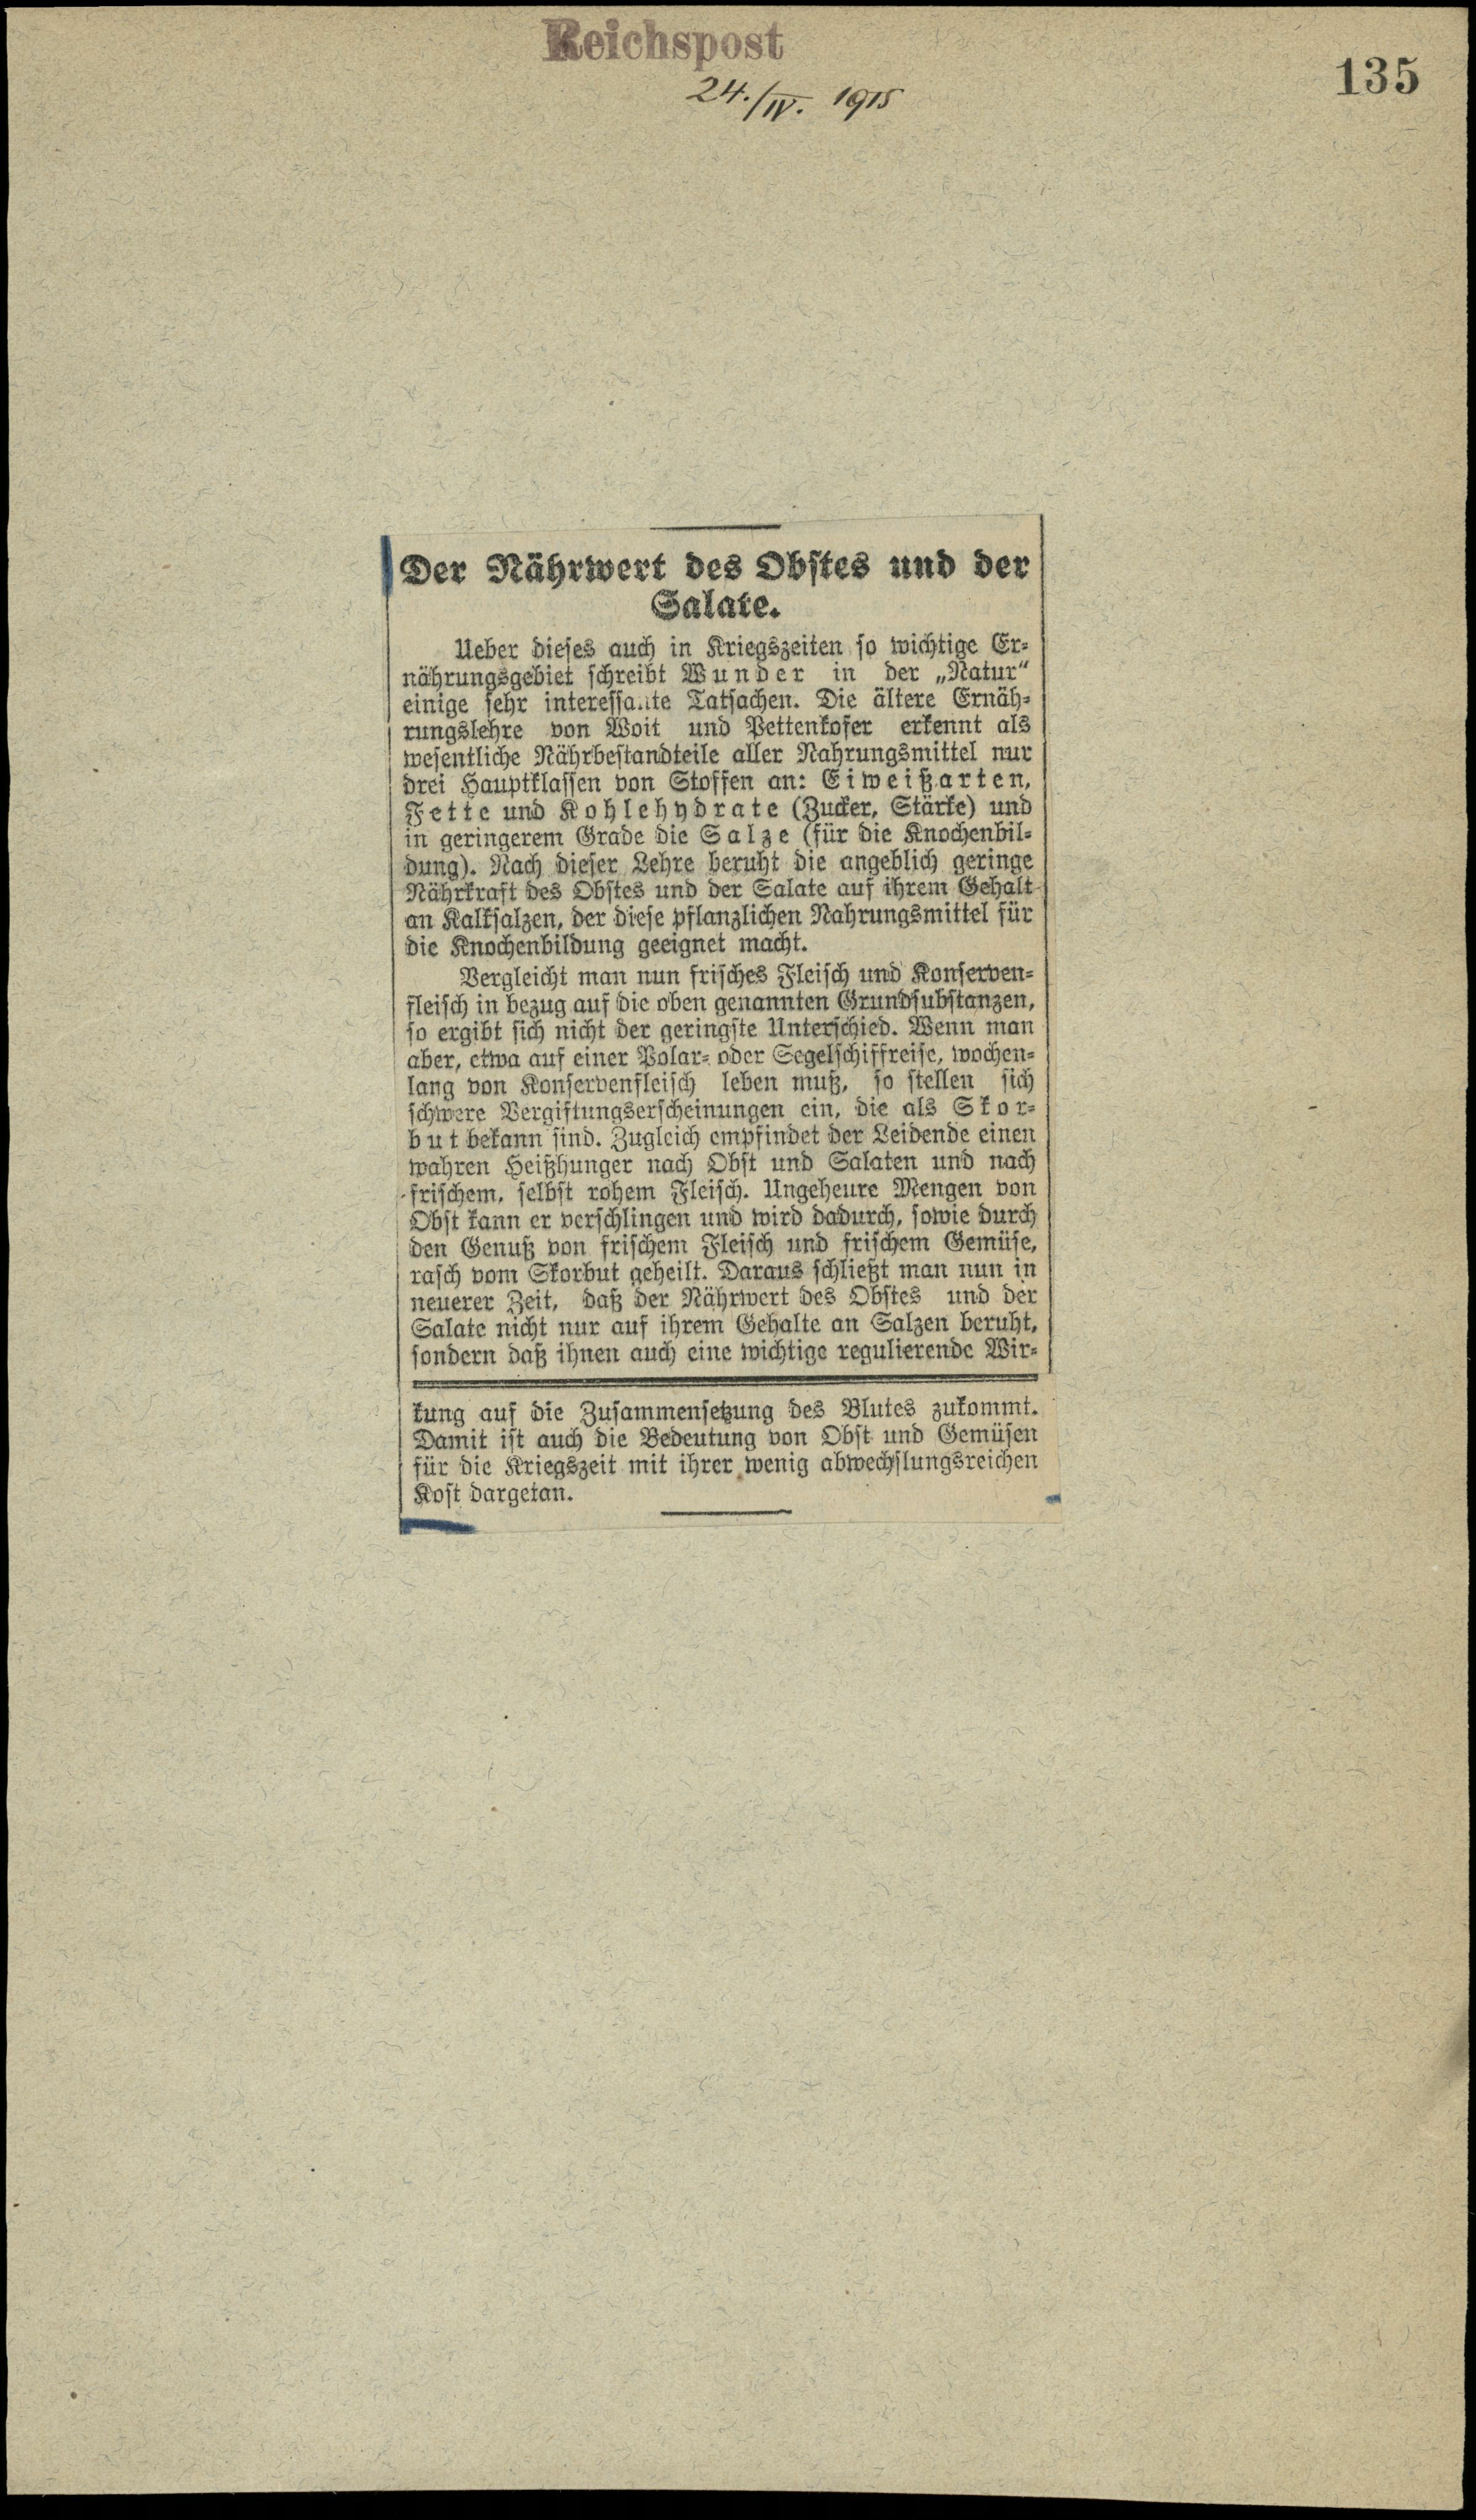 Reichspost
24./IV. 1915
135
Der Nährwert des Obstes und der
Salate.
Ueber dieses auch in Kriegszeiten so wichtige Er-
nährungsgebiet schreibt Wunder in der „Natur“
einige sehr interessante Tatsachen. Die ältere Ernäh-
rungslehre von Woit und Pettenkofer erkennt als
wesentliche Nährbestandteile aller Nahrungsmittel nur
drei Hauptklassen von Stoffen an: Eiweißarten,
Fette und Kohlehydrate (Zucker, Stärke) und
in geringerem Grade die Salze (für die Knochenbil-
dung). Nach dieser Lehre beruht die angeblich geringe
Nährkraft des Obstes und der Salate auf ihrem Gehalt
an Kalksalzen, der diese pflanzlichen Nahrungsmittel für
die Knochenbildung geeignet macht.
Vergleicht man nun frisches Fleisch und Konserven-
fleisch in bezug auf die oben genannten Grundsubstanzen,
so ergibt sich nicht der geringste Unterschied. Wenn man
aber, etwa auf einer Polar- oder Segelschiffreise, wochen-
lang von Konservenfleisch leben muß, so stellen sich
schwere Vergiftungserscheinungen ein, die als Skor-
but bekann sind. Zugleich empfindet der Leidende einen
wahren Heißhunger nach Obst und Salaten und nach
frischem, selbst rohem Fleisch. Ungeheure Mengen von
Obst kann er verschlingen und wird dadurch, sowie durch
den Genuß von frischem Fleisch und frischem Gemüse,
rasch vom Skorbut geheilt. Daraus schließt man nun in
neuerer Zeit, daß der Nährwert des Obstes und der
Salate nicht nur auf ihrem Gehalte an Salzen beruht,
sondern daß ihnen auch eine wichtige regulierende Wir-
kung auf die Zusammensetzung des Blutes zukommt.
Damit ist auch die Bedeutung von Obst und Gemüsen
für die Kriegszeit mit ihrer wenig abwechslungsreichen
Kost dargetan.